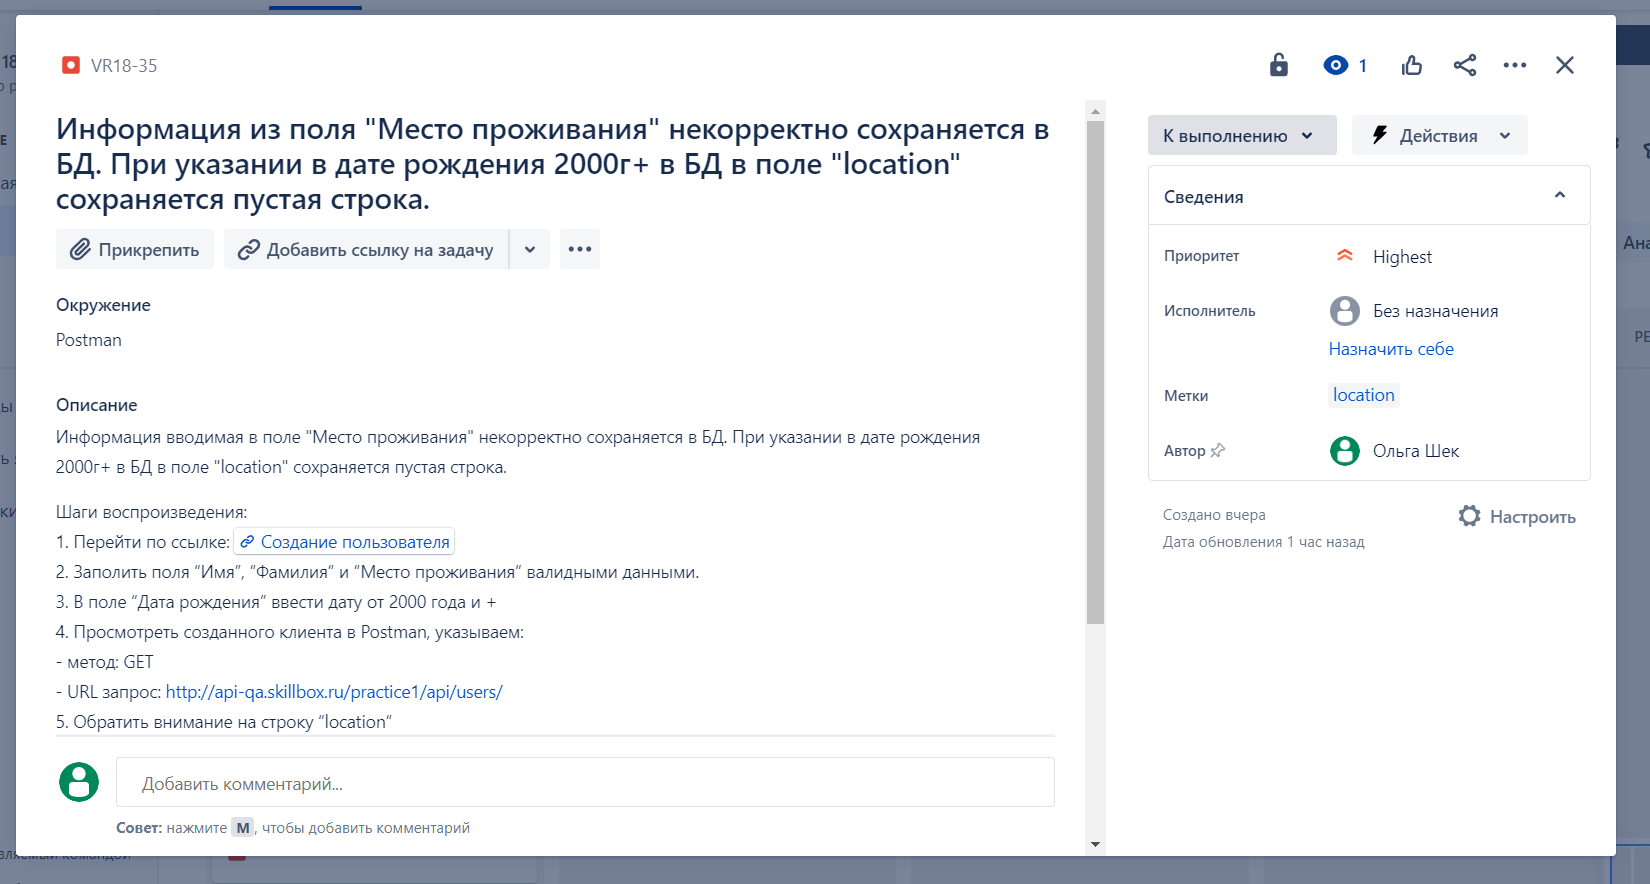 VR18-35
1
Информация из поля "Место проживания" некорректно сохраняется в
БД. При указании в дате рождения 2000г+ в БД в поле "location"
сохраняется пустая строка.
Прикрепить
Добавить ссылку на задачу
Окружение
Postman
Описание
Информация вводимая в поле "Место проживания" некорректно сохраняется в БД. При указании в дате рождения
2000г+ в БД в поле "location" сохраняется пустая строка.
Шаги воспроизведения:
1. Перейти по ссылке: Создание пользователя
2. Заполить поля “Имя”, “Фамилия“ и “Место проживания“ валидными данными.
3. В поле “Дата рождения” ввести дату от 2000 года и +
4. Просмотреть созданного клиента в Postman, указываем:
- метод: GET
- URL запрос: http://api-qa.skillbox.ru/practice1/api/users/
5. Обратить внимание на строку “location“
Добавить комментарий...
Совет: нажмите M, чтобы добавить комментарий
К выполнению
Действия
Сведения
Приоритет
Highest
Исполнитель
Без назначения
Назначить себе
Метки
location
Автор
Ольга Шек
Создано вчера
Дата обновления 1 час назад
Настроить